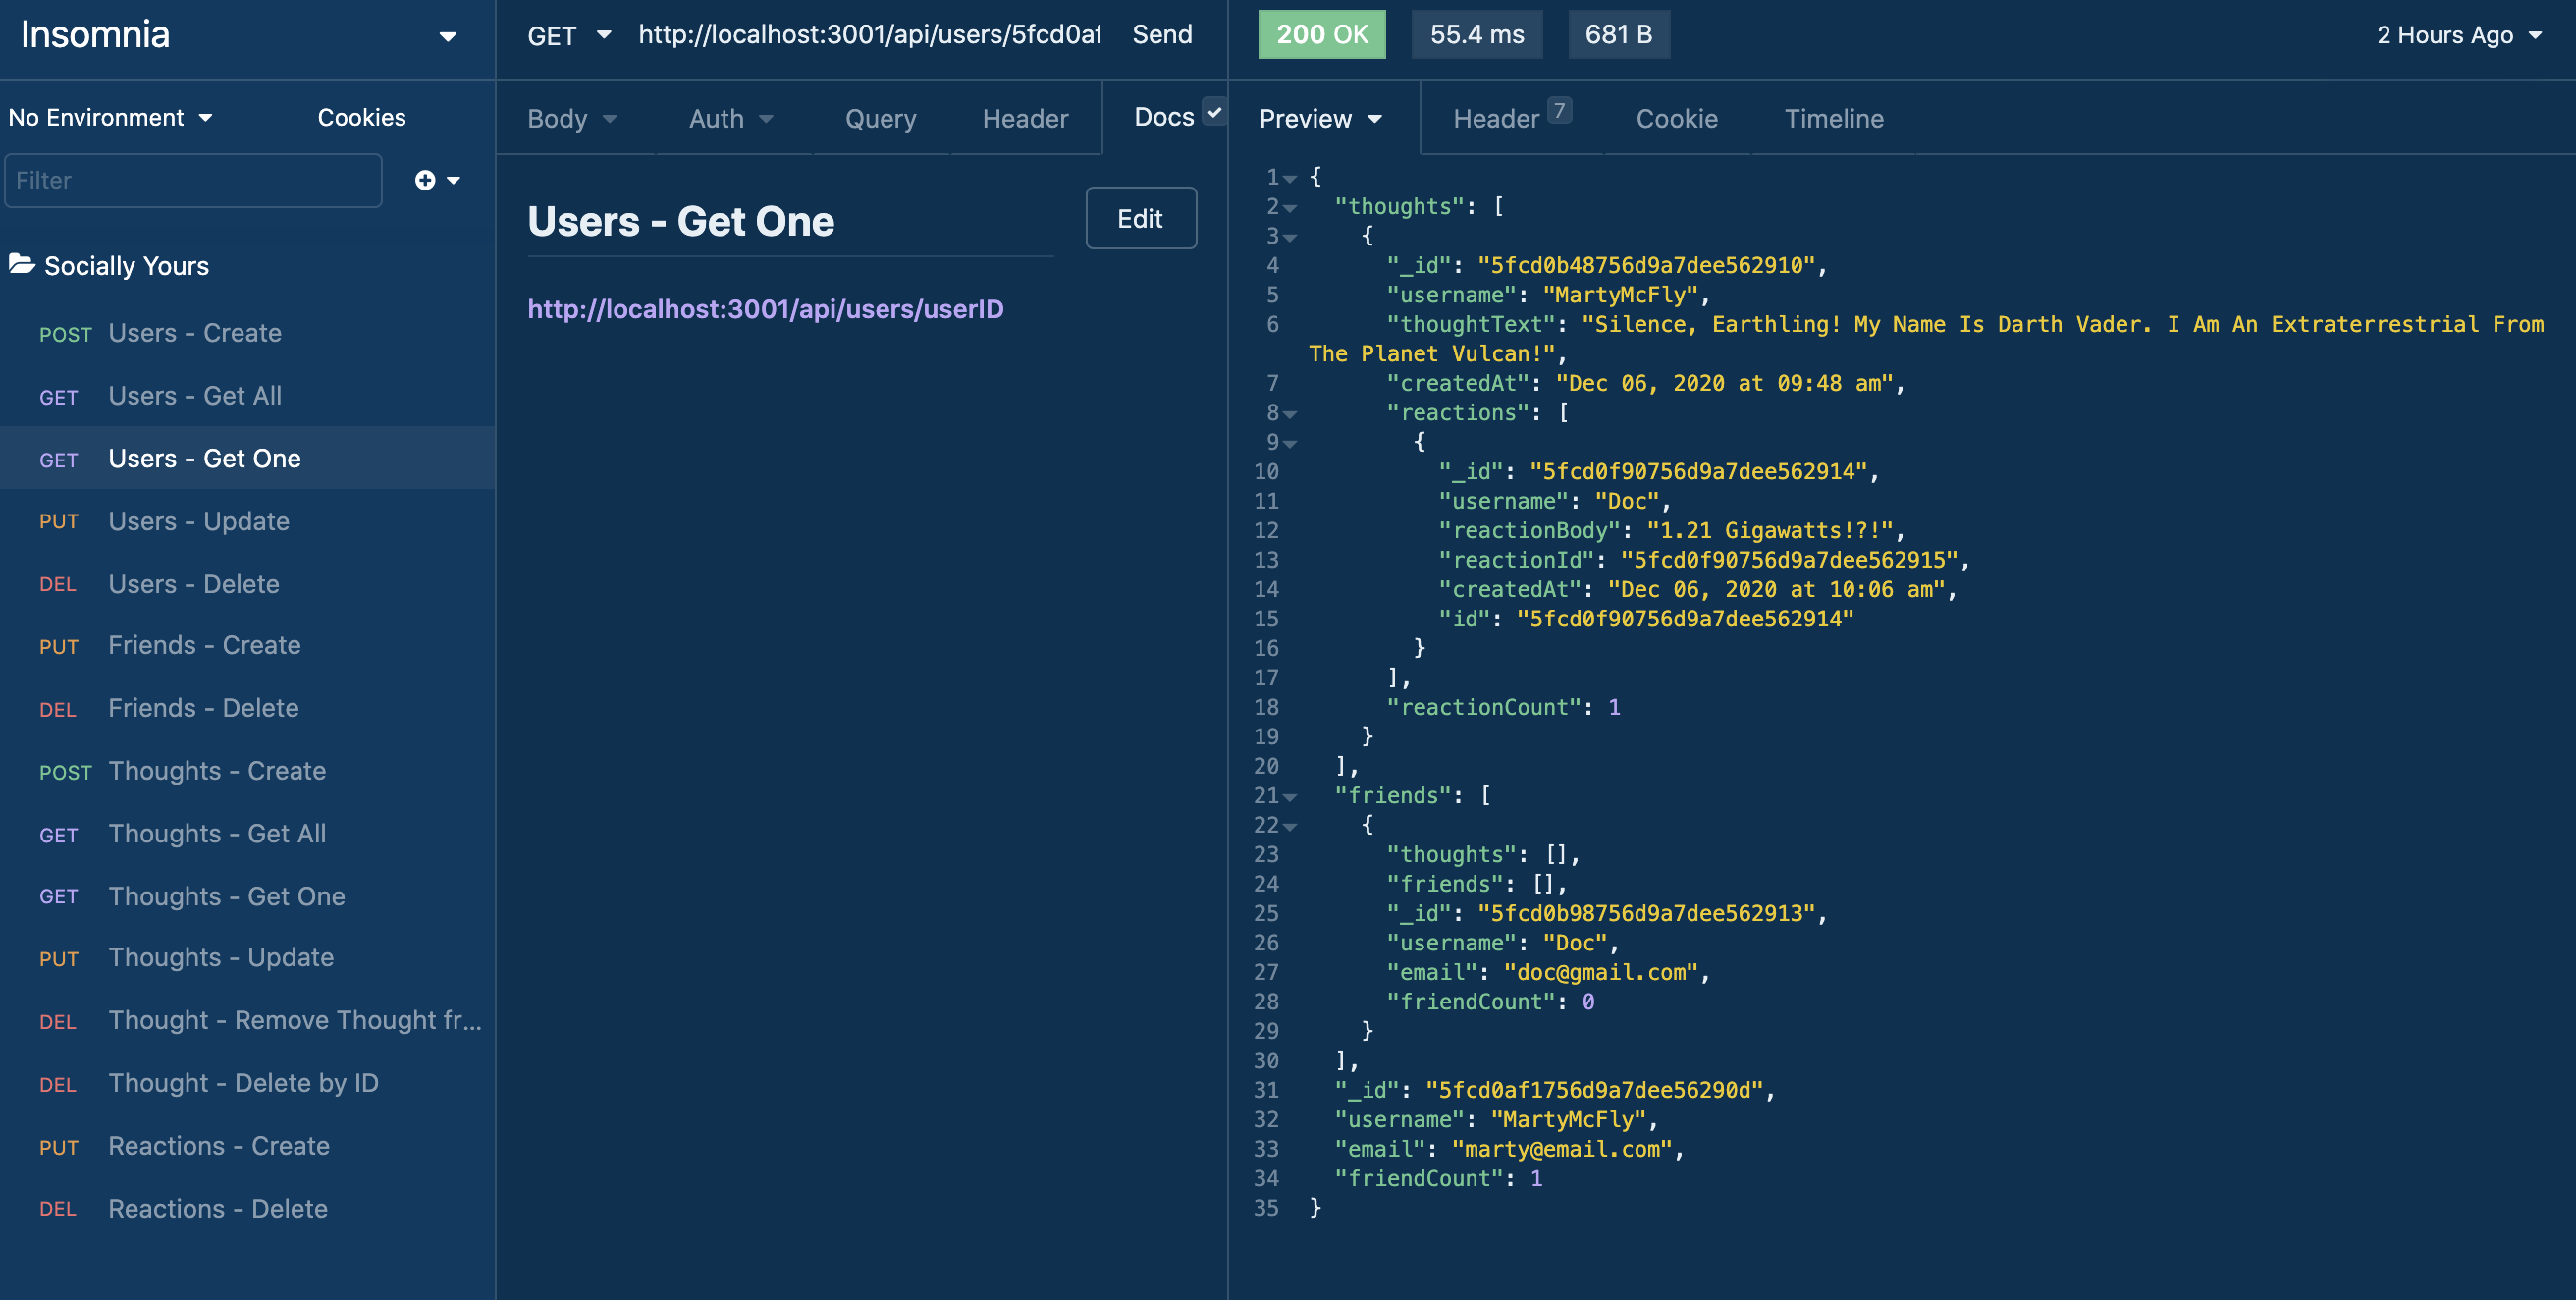 Insomnia
GET http://localhost:3001/api/users/5fcd0af Send
200 OK 55.4 ms 681 B 2 Hours Ago
No Environment Cookies
Body Auth Query Header Docs
Preview Header 7 Cookie Timeline
Filter
Socially Yours
POST Users - Create
GET Users - Get All
GET Users - Get One
PUT Users - Update
DEL Users - Delete
PUT Friends - Create
DEL Friends - Delete
POST Thoughts - Create
GET Thoughts - Get All
GET Thoughts - Get One
PUT Thoughts - Update
DEL Thought - Remove Thought fr...
DEL Thought - Delete by ID
PUT Reactions - Create
DEL Reactions - Delete
Users - Get One Edit
http://localhost:3001/api/users/userID
1 {
2 "thoughts": [
3 {
4 "_id": "5fcd0b48756d9a7dee562910",
5 "username": "MartyMcFly",
6 "thoughtText": "Silence, Earthling! My Name Is Darth Vader. I Am An Extraterrestrial From
The Planet Vulcan!",
7 "createdAt": "Dec 06, 2020 at 09:48 am",
8 "reactions": [
9 {
10 "_id": "5fcd0f90756d9a7dee562914",
11 "username": "Doc",
12 "reactionBody": "1.21 Gigawatts!?!",
13 "reactionId": "5fcd0f90756d9a7dee562915",
14 "createdAt": "Dec 06, 2020 at 10:06 am",
15 "id": "5fcd0f90756d9a7dee562914"
16 }
17 ],
18 "reactionCount": 1
19 }
20 ],
21 "friends": [
22 {
23 "thoughts": [],
24 "friends": [],
25 "_id": "5fcd0b98756d9a7dee562913",
26 "username": "Doc",
27 "email": "doc@gmail.com",
28 "friendCount": 0
29 }
30 ],
31 "_id": "5fcd0af1756d9a7dee56290d",
32 "username": "MartyMcFly",
33 "email": "marty@email.com",
34 "friendCount": 1
35 }